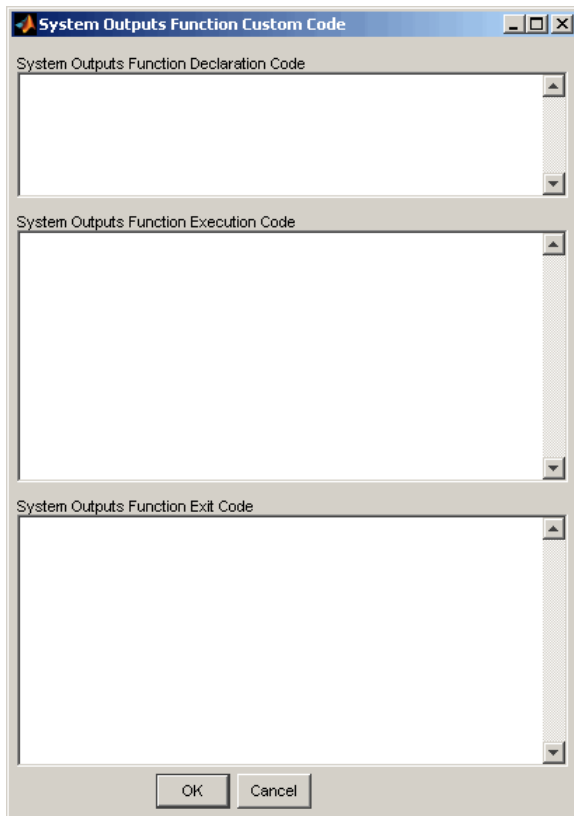 System Outputs Function Custom Code
System Outputs Function Declaration Code
System Outputs Function Execution Code
System Outputs Function Exit Code
OK Cancel